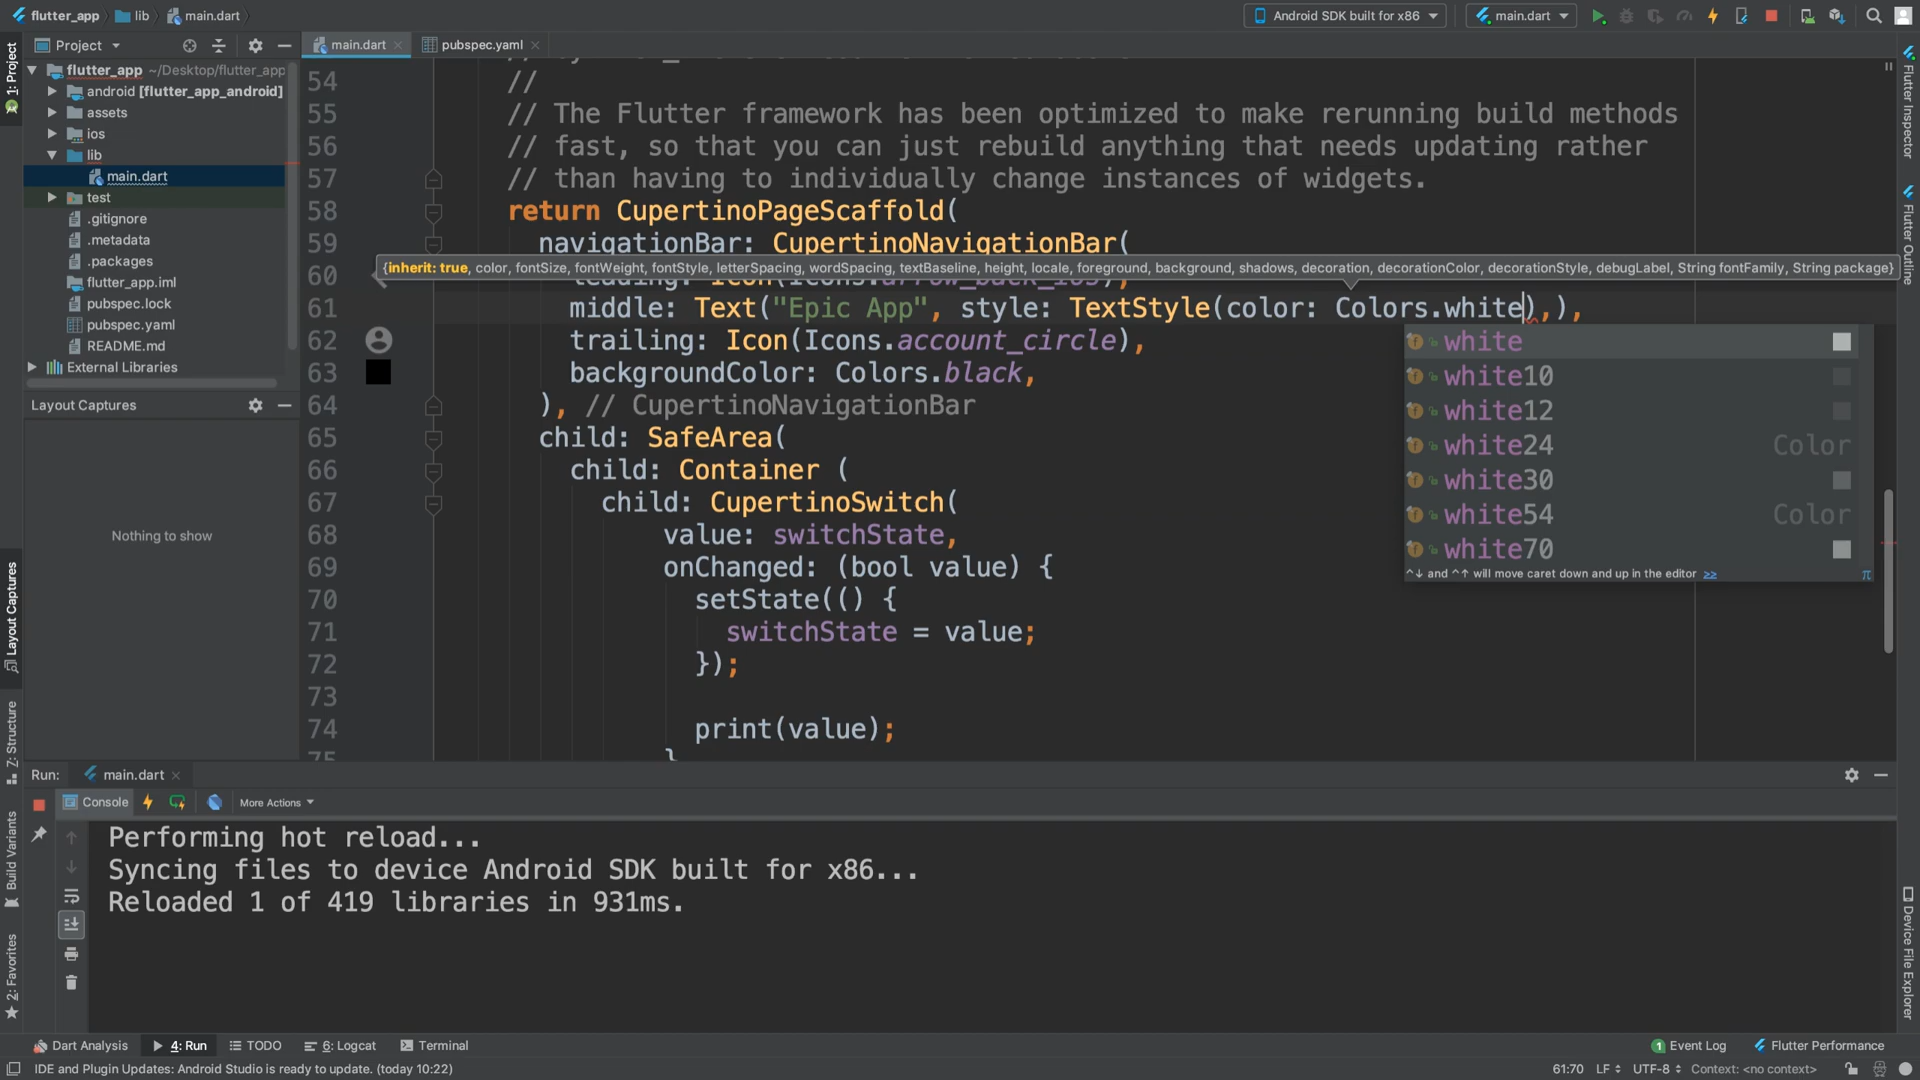 flutter_app
lib
main.dart
Android SDK built for x86
main.dart
1: Project
Project
main.dart
pubspec.yaml
flutter_app ~/Desktop/flutter_app
android [flutter_app_android]
assets
ios
lib
main.dart
test
.gitignore
.metadata
.packages
flutter_app.iml
pubspec.lock
pubspec.yaml
README.md
External Libraries
Layout Captures
Nothing to show
Layout Captures
Z: Structure
Build Variants
2: Favorites
54 //
55 // The Flutter framework has been optimized to make rerunning build methods
56 // fast, so that you can just rebuild anything that needs updating rather
57 // than having to individually change instances of widgets.
58 return CupertinoPageScaffold(
59 navigationBar: CupertinoNavigationBar(
{inherit: true, color, fontSize, fontWeight, fontStyle, letterSpacing, wordSpacing, textBaseline, height, locale, foreground, background, shadows, decoration, decorationColor, decorationStyle, debugLabel, String fontFamily, String package}
60 leading: Icon(Icons.arrow_back_ios),
61 middle: Text("Epic App", style: TextStyle(color: Colors.white),),
62 trailing: Icon(Icons.account_circle),
63 backgroundColor: Colors.black,
64 ), // CupertinoNavigationBar
65 child: SafeArea(
66 child: Container (
67 child: CupertinoSwitch(
68 value: switchState,
69 onChanged: (bool value) {
70 setState(() {
71 switchState = value;
72 });
73
74 print(value);
75 }
white
white10
white12
white24 Color
white30
white54 Color
white70
^↓ and ^↑ will move caret down and up in the editor >>
π
Flutter Inspector
Flutter Outline
Device File Explorer
Run: main.dart
Console
More Actions
Performing hot reload...
Syncing files to device Android SDK built for x86...
Reloaded 1 of 419 libraries in 931ms.
Dart Analysis
4: Run
TODO
6: Logcat
Terminal
1 Event Log
Flutter Performance
IDE and Plugin Updates: Android Studio is ready to update. (today 10:22)
61:70 LF UTF-8 Context: <no context>